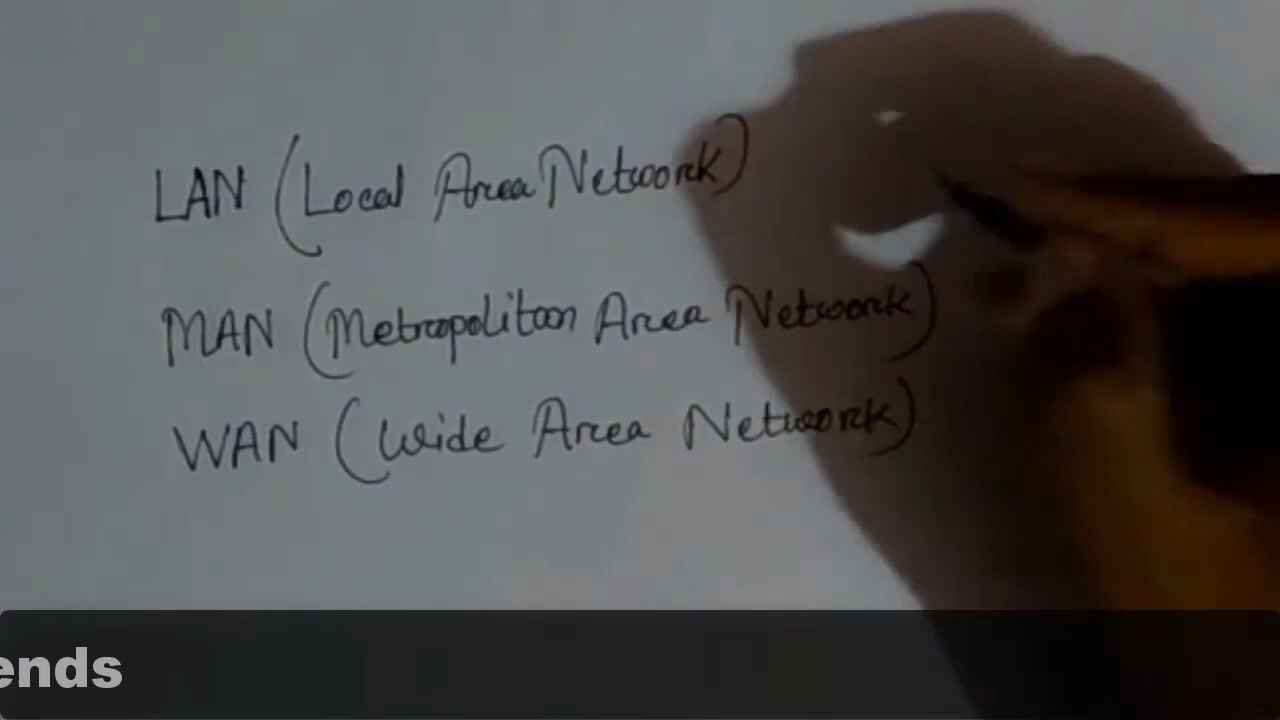 LAN (Local Area Network)
MAN (Metropolitan Area Network)
WAN (Wide Area Network)
ends